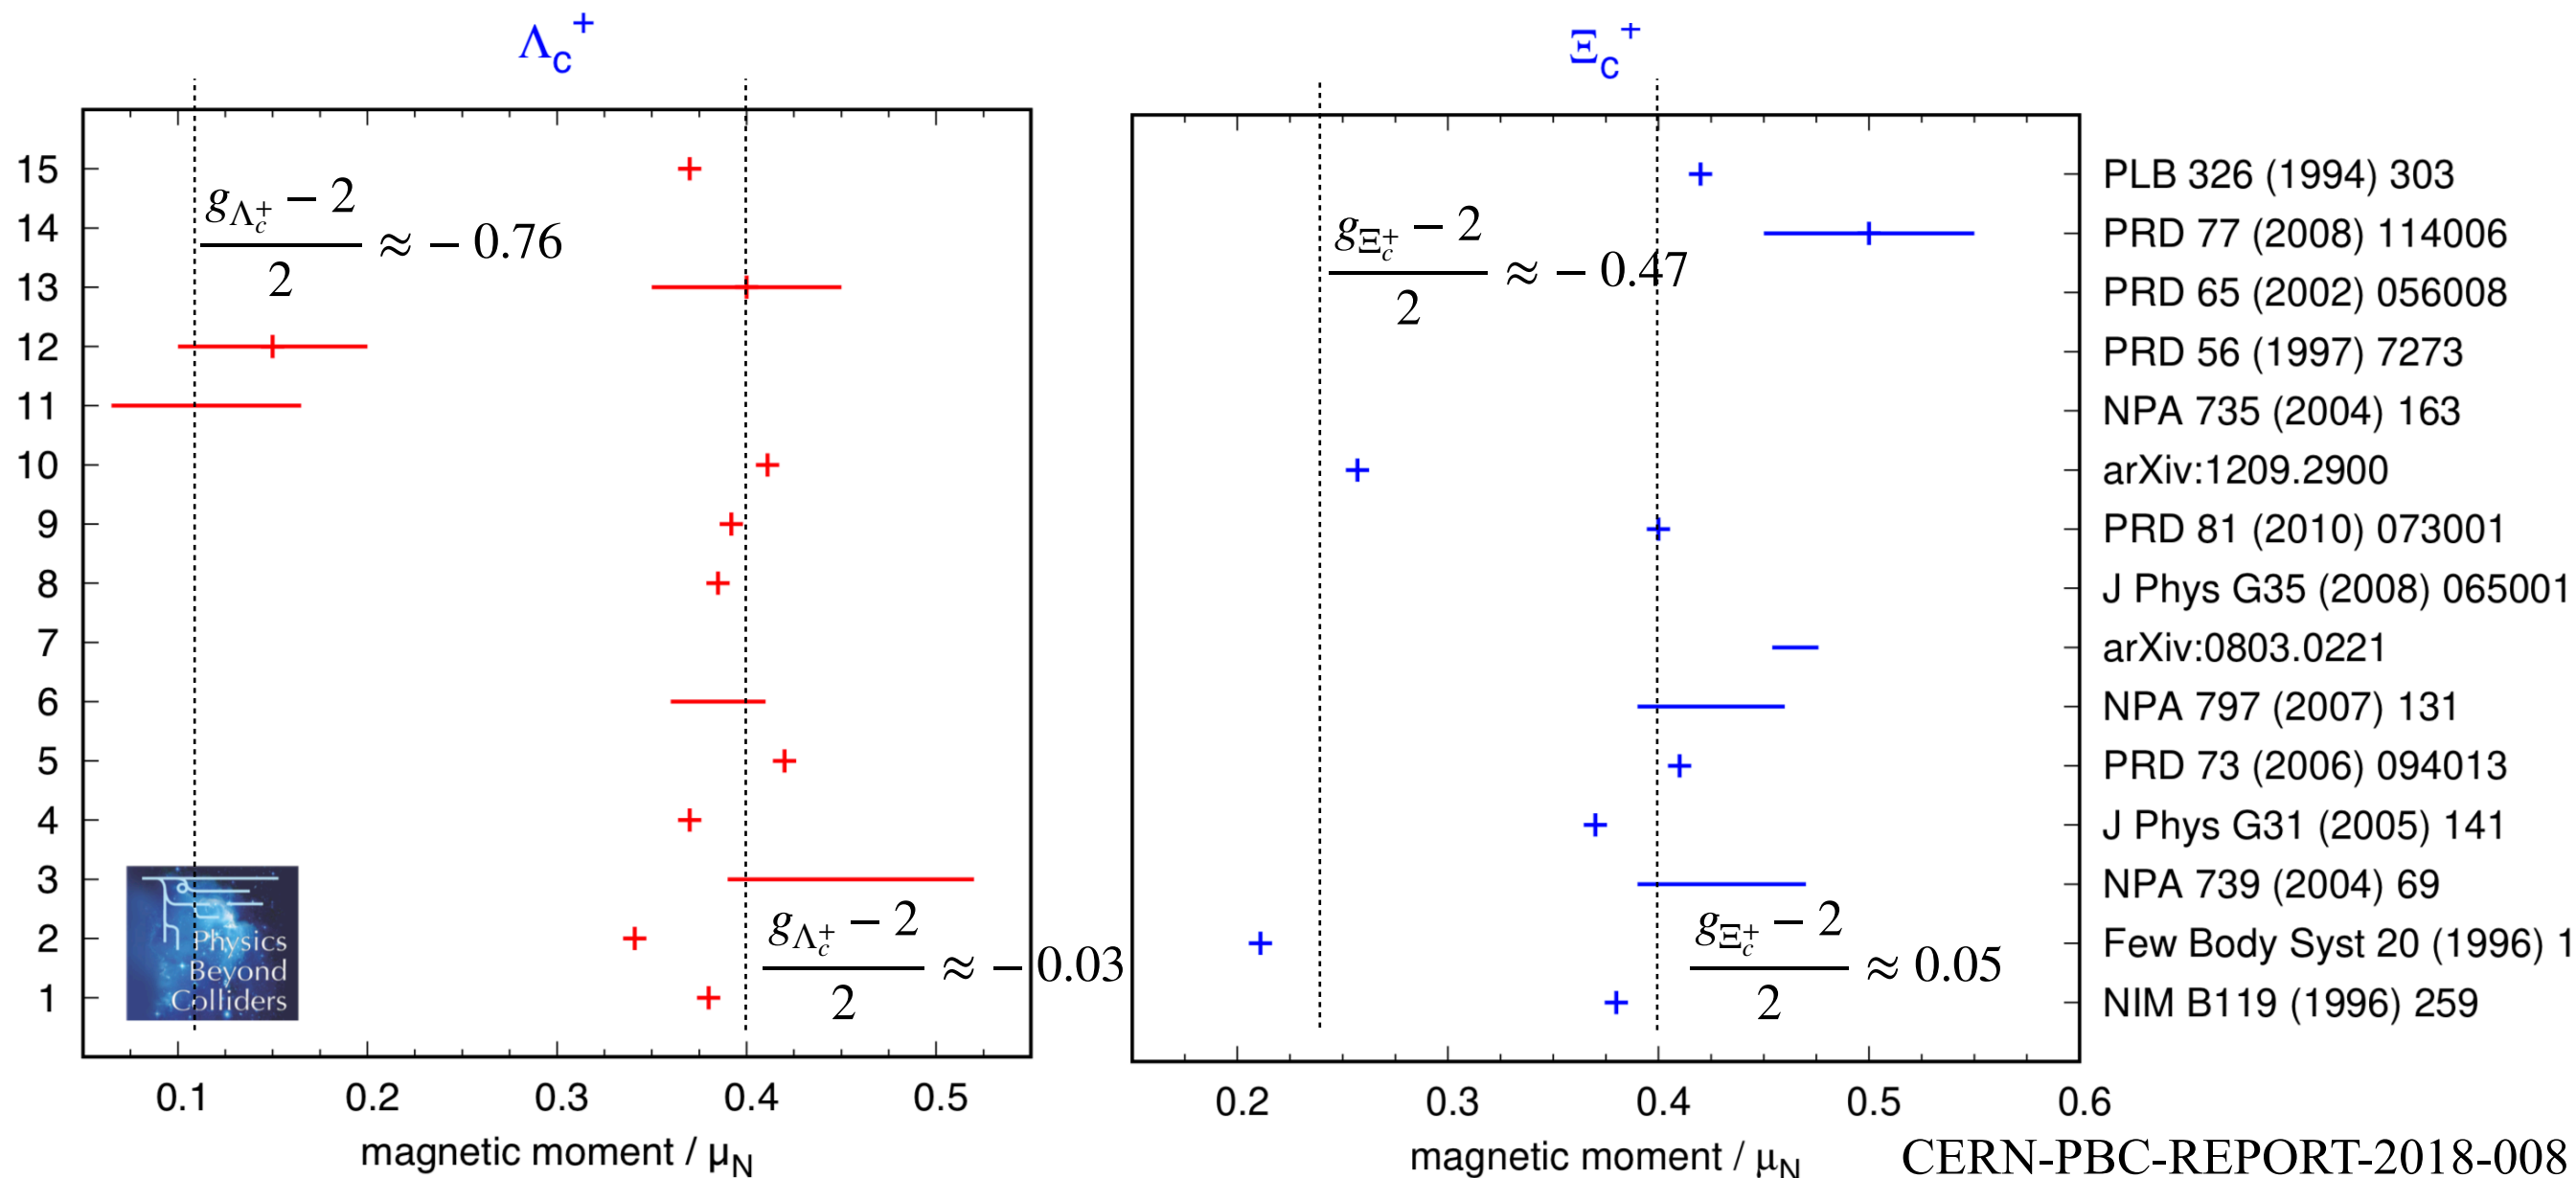 Λc+
Ξc+
15
14
13
12
11
10
9
8
7
6
5
4
3
2
1
(gΛc+ − 2)/2 ≈ − 0.76
(gΛc+ − 2)/2 ≈ − 0.03
Physics
Beyond
Colliders
0.1 0.2 0.3 0.4 0.5
magnetic moment / μN
(gΞc+ − 2)/2 ≈ − 0.47
(gΞc+ − 2)/2 ≈ 0.05
0.2 0.3 0.4 0.5 0.6
magnetic moment / μN
PLB 326 (1994) 303
PRD 77 (2008) 114006
PRD 65 (2002) 056008
PRD 56 (1997) 7273
NPA 735 (2004) 163
arXiv:1209.2900
PRD 81 (2010) 073001
J Phys G35 (2008) 065001
arXiv:0803.0221
NPA 797 (2007) 131
PRD 73 (2006) 094013
J Phys G31 (2005) 141
NPA 739 (2004) 69
Few Body Syst 20 (1996) 1
NIM B119 (1996) 259
CERN-PBC-REPORT-2018-008